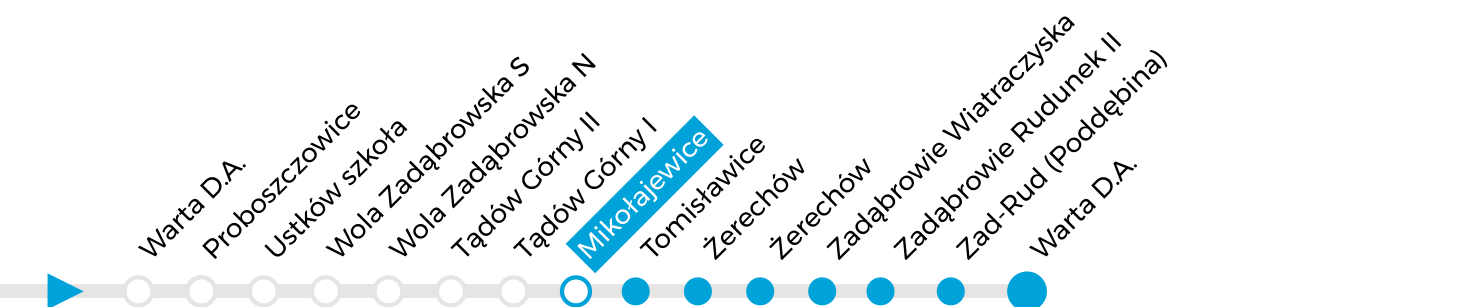 Warta D.A.
Proboszczowice
Ustków szkoła
Wola Zadąbrowska S
Wola Zadąbrowska N
Tądów Górny II
Tądów Górny I
Mikołajewice
Tomisławice
Żerechów
Żerechów
Zadąbrowie Wiatraczyska
Zadąbrowie Rudunek II
Zad-Rud (Poddębina)
Warta D.A.